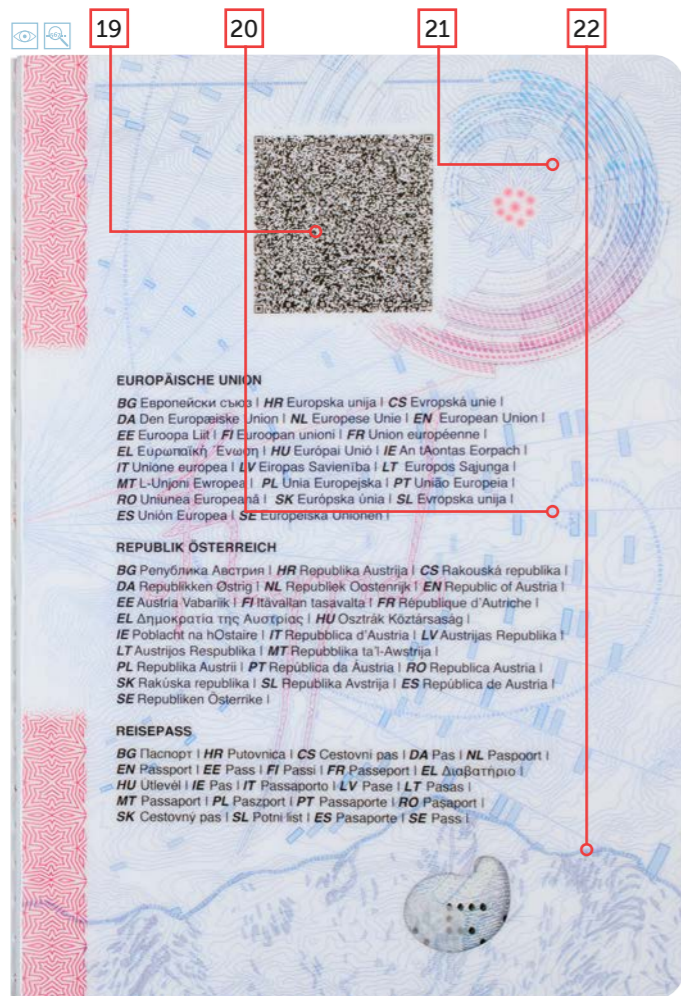 19 20 21 22
EUROPÄISCHE UNION
BG Европейски съюз I HR Europska unija I CS Evropská unie I
DA Den Europæiske Union I NL Europese Unie I EN European Union I
EE Euroopa Liit I FI Euroopan unioni I FR Union européenne I
EL Ευρωπαϊκή Ένωση I HU Európai Unió I IE An tAontas Eorpach I
IT Unione europea I LV Eiropas Savienība I LT Europos Sąjunga I
MT L-Unjoni Ewropea I PL Unia Europejska I PT União Europeia I
RO Uniunea Europeană I SK Európska únia I SL Evropska unija I
ES Unión Europea I SE Europeiska Unionen I
REPUBLIK ÖSTERREICH
BG Република Австрия I HR Republika Austrija I CS Rakouská republika I
DA Republikken Østrig I NL Republiek Oostenrijk I EN Republic of Austria I
EE Austria Vabariik I FI Itävallan tasavalta I FR République d'Autriche I
EL Δημοκρατία της Αυστρίας I HU Osztrák Köztársaság I
IE Poblacht na hOstaire I IT Repubblica d'Austria I LV Austrijas Republika I
LT Austrijos Respublika I MT Repubblika ta'l-Awstrija I
PL Republika Austrii I PT República da Áustria I RO Republica Austria I
SK Rakúska republika I SL Republika Avstrija I ES República de Austria I
SE Republiken Österrike I
REISEPASS
BG Паспорт I HR Putovnica I CS Cestovní pas I DA Pas I NL Paspoort I
EN Passport I EE Pass I FI Passi I FR Passeport I EL Διαβατήριο I
HU Útlevél I IE Pas I IT Passaporto I LV Pase I LT Pasas I
MT Passaport I PL Paszport I PT Passaporte I RO Paşaport I
SK Cestovný pas I SL Potni list I ES Pasaporte I SE Pass I